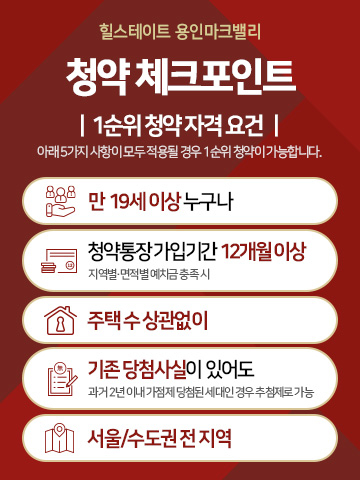 힐스테이트 용인마크밸리
청약 체크포인트
| 1순위 청약 자격 요건 |
아래 5가지 사항이 모두 적용될 경우 1순위 청약이 가능합니다.
만 19세 이상 누구나
청약통장 가입기간 12개월 이상
지역별·면적별 예치금 충족 시
주택 수 상관없이
기존 당첨사실이 있어도
과거 2년 이내 가점제 당첨된 세대인 경우 추첨제로 가능
서울/수도권 전 지역